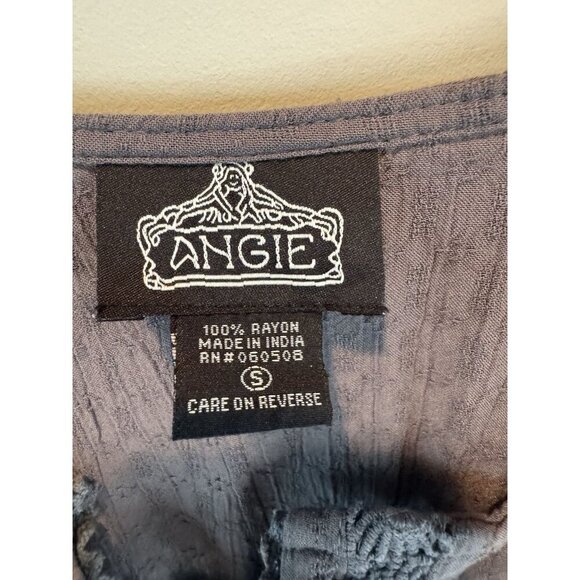 ANGIE
100% RAYON
MADE IN INDIA
RN# 060508
S
CARE ON REVERSE